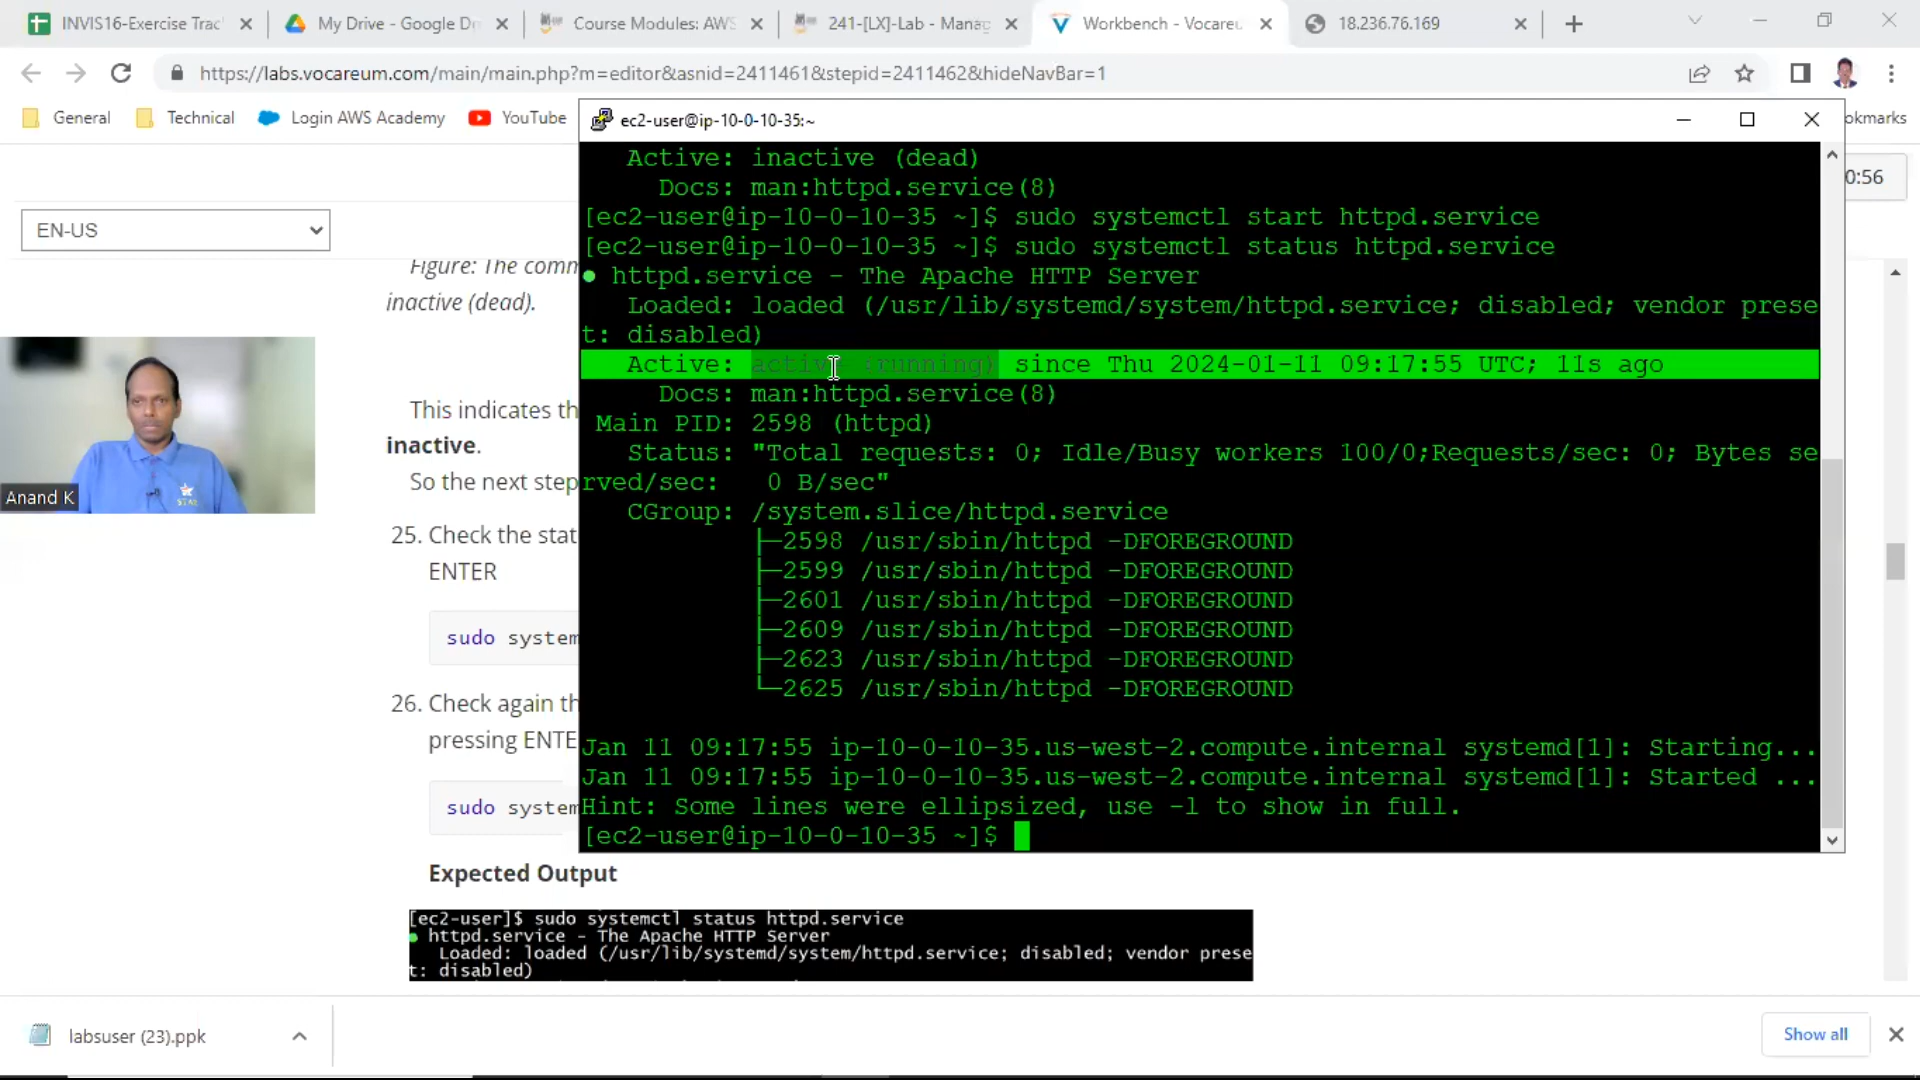 INVIS16-Exercise Trac
My Drive - Google D
Course Modules: AWS
241-[LX]-Lab - Manag
Workbench - Vocareu
18.236.76.169
https://labs.vocareum.com/main/main.php?m=editor&asnid=2411461&stepid=2411462&hideNavBar=1
General
Technical
Login AWS Academy
YouTube
okmarks
0:56
EN-US
Figure: The comm
inactive (dead).
This indicates th
inactive.
So the next step
25. Check the stat
ENTER
sudo system
26. Check again th
pressing ENTE
sudo system
Expected Output
[ec2-user]$ sudo systemctl status httpd.service
● httpd.service - The Apache HTTP Server
Loaded: loaded (/usr/lib/systemd/system/httpd.service; disabled; vendor prese
t: disabled)
Anand K
STAR
ec2-user@ip-10-0-10-35:~
Active: inactive (dead)
Docs: man:httpd.service(8)
[ec2-user@ip-10-0-10-35 ~]$ sudo systemctl start httpd.service
[ec2-user@ip-10-0-10-35 ~]$ sudo systemctl status httpd.service
● httpd.service - The Apache HTTP Server
Loaded: loaded (/usr/lib/systemd/system/httpd.service; disabled; vendor prese
t: disabled)
Active: active (running) since Thu 2024-01-11 09:17:55 UTC; 11s ago
Docs: man:httpd.service(8)
Main PID: 2598 (httpd)
Status: "Total requests: 0; Idle/Busy workers 100/0;Requests/sec: 0; Bytes se
rved/sec:   0 B/sec"
CGroup: /system.slice/httpd.service
├─2598 /usr/sbin/httpd -DFOREGROUND
├─2599 /usr/sbin/httpd -DFOREGROUND
├─2601 /usr/sbin/httpd -DFOREGROUND
├─2609 /usr/sbin/httpd -DFOREGROUND
├─2623 /usr/sbin/httpd -DFOREGROUND
└─2625 /usr/sbin/httpd -DFOREGROUND
Jan 11 09:17:55 ip-10-0-10-35.us-west-2.compute.internal systemd[1]: Starting...
Jan 11 09:17:55 ip-10-0-10-35.us-west-2.compute.internal systemd[1]: Started ...
Hint: Some lines were ellipsized, use -l to show in full.
[ec2-user@ip-10-0-10-35 ~]$
labsuser (23).ppk
Show all